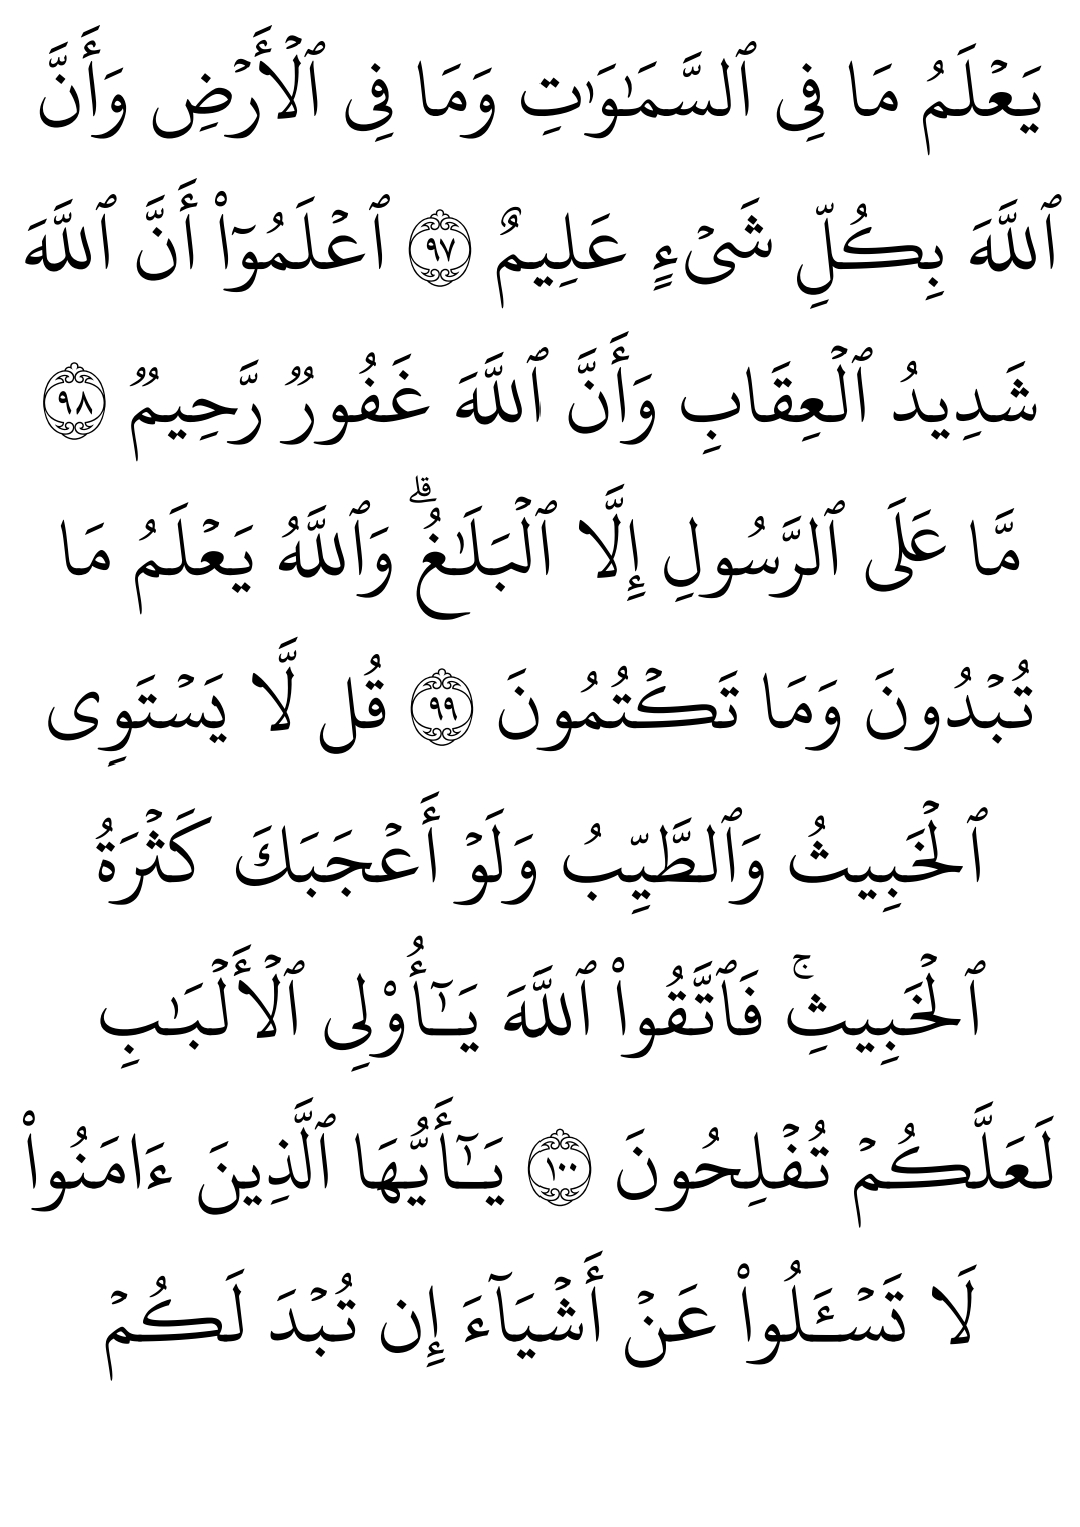 يَعۡلَمُ مَا فِى ٱلسَّمَـٰوَٰتِ وَمَا فِى ٱلۡأَرۡضِ وَأَنَّ
ٱللَّهَ بِكُلِّ شَىۡءٍ عَلِيمٌ ٩٧ ٱعۡلَمُوٓا۟ أَنَّ ٱللَّهَ
شَدِيدُ ٱلۡعِقَابِ وَأَنَّ ٱللَّهَ غَفُورٌۭ رَّحِيمٌۭ ٩٨
مَّا عَلَى ٱلرَّسُولِ إِلَّا ٱلۡبَلَـٰغُۗ وَٱللَّهُ يَعۡلَمُ مَا
تُبۡدُونَ وَمَا تَكۡتُمُونَ ٩٩ قُل لَّا يَسۡتَوِى
ٱلۡخَبِيثُ وَٱلطَّيِّبُ وَلَوۡ أَعۡجَبَكَ كَثۡرَةُ
ٱلۡخَبِيثِۚ فَٱتَّقُوا۟ ٱللَّهَ يَـٰٓأُو۟لِى ٱلۡأَلۡبَـٰبِ
لَعَلَّكُمۡ تُفۡلِحُونَ ١٠٠ يَـٰٓأَيُّهَا ٱلَّذِينَ ءَامَنُوا۟
لَا تَسۡـَٔلُوا۟ عَنۡ أَشۡيَآءَ إِن تُبۡدَ لَكُمۡ